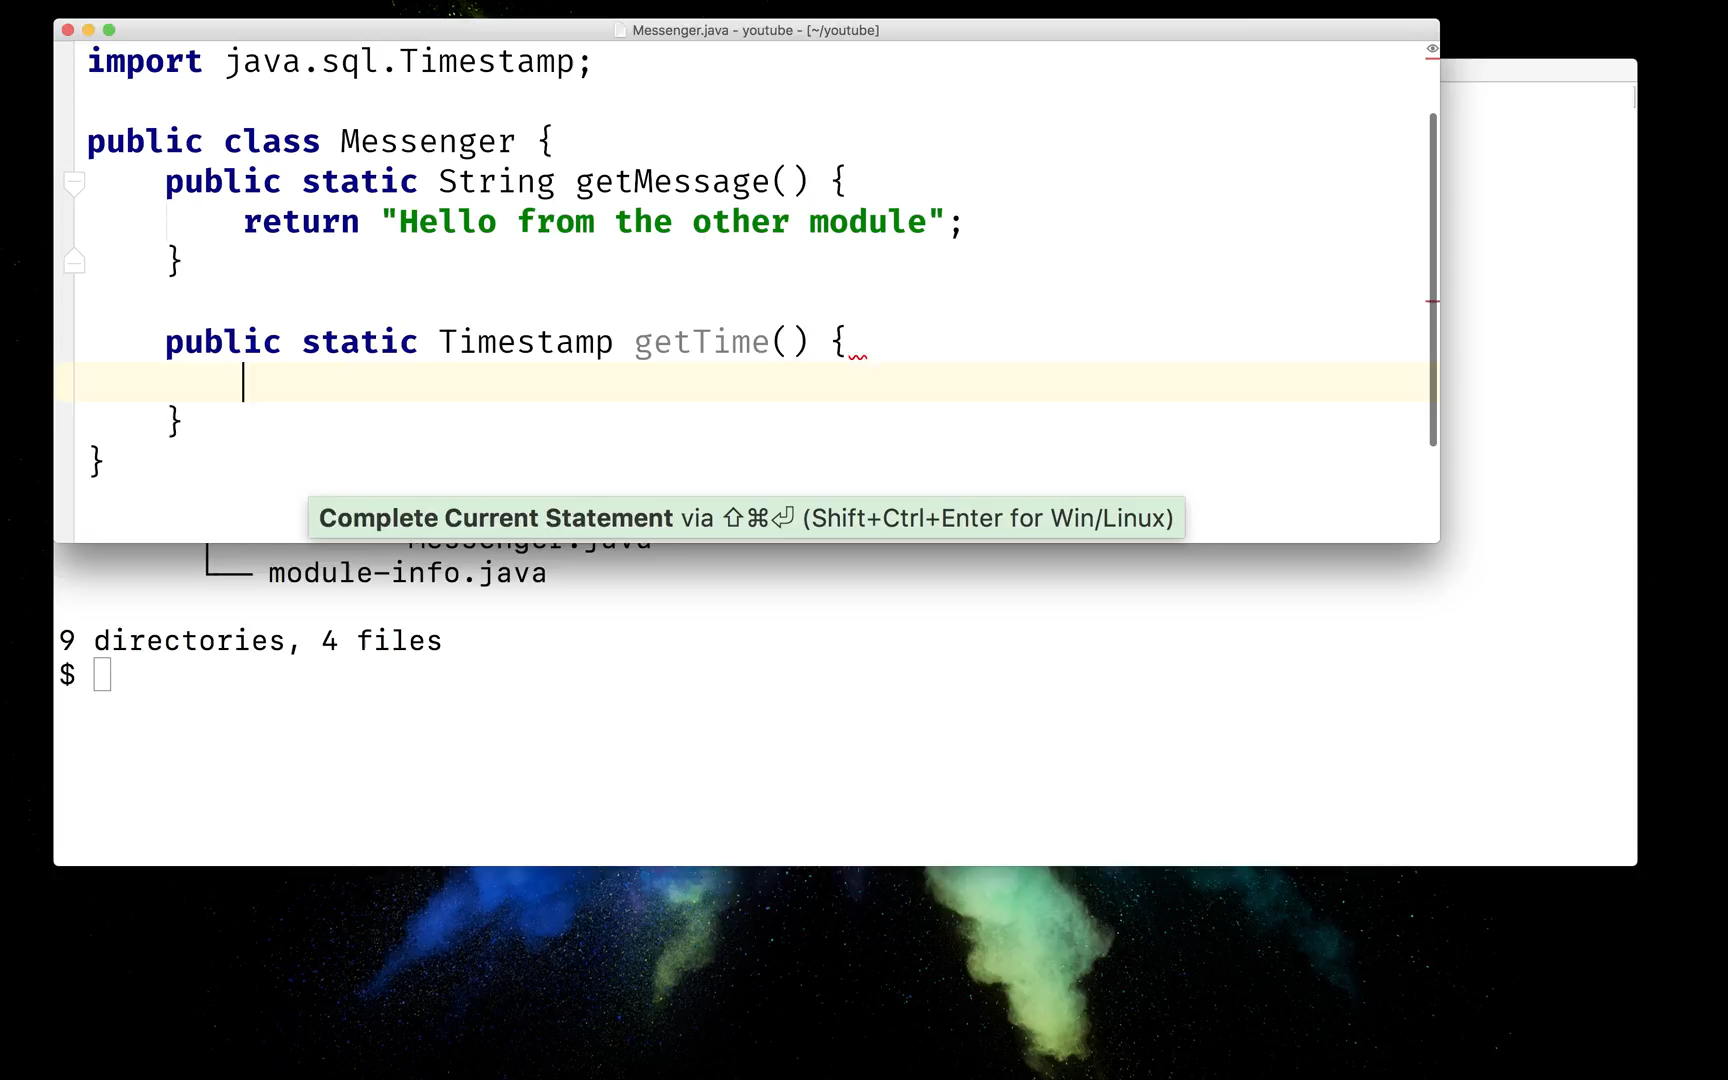 Messenger.java - youtube - [~/youtube]
import java.sql.Timestamp;
public class Messenger {
public static String getMessage() {
return "Hello from the other module";
}
public static Timestamp getTime() {
}
}
Complete Current Statement via ⇧⌘⏎ (Shift+Ctrl+Enter for Win/Linux)
Messenger.java
└── module-info.java
9 directories, 4 files
$